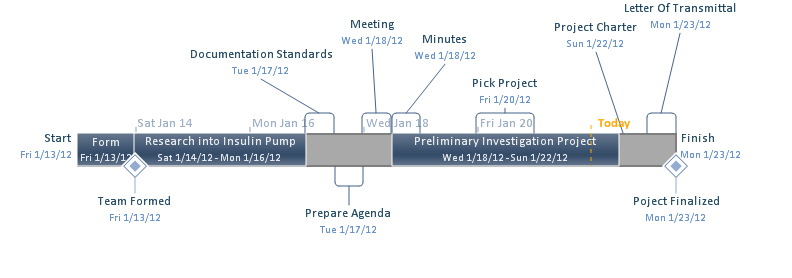 Letter Of Transmittal
Mon 1/23/12
Meeting
Wed 1/18/12
Project Charter
Sun 1/22/12
Minutes
Wed 1/18/12
Documentation Standards
Tue 1/17/12
Pick Project
Fri 1/20/12
Sat Jan 14
Mon Jan 16
Wed Jan 18
Fri Jan 20
Today
Start
Fri 1/13/12
Form
Fri 1/13/12
Research into Insulin Pump
Sat 1/14/12 - Mon 1/16/12
Preliminary Investigation Project
Wed 1/18/12 - Sun 1/22/12
Finish
Mon 1/23/12
Team Formed
Fri 1/13/12
Prepare Agenda
Tue 1/17/12
Poject Finalized
Mon 1/23/12